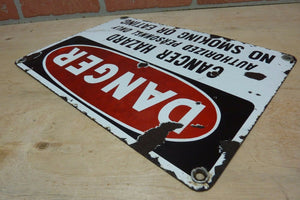 DANGER
CANCER HAZARD
AUTHORIZED PERSONNEL ONLY
NO SMOKING OR EATING